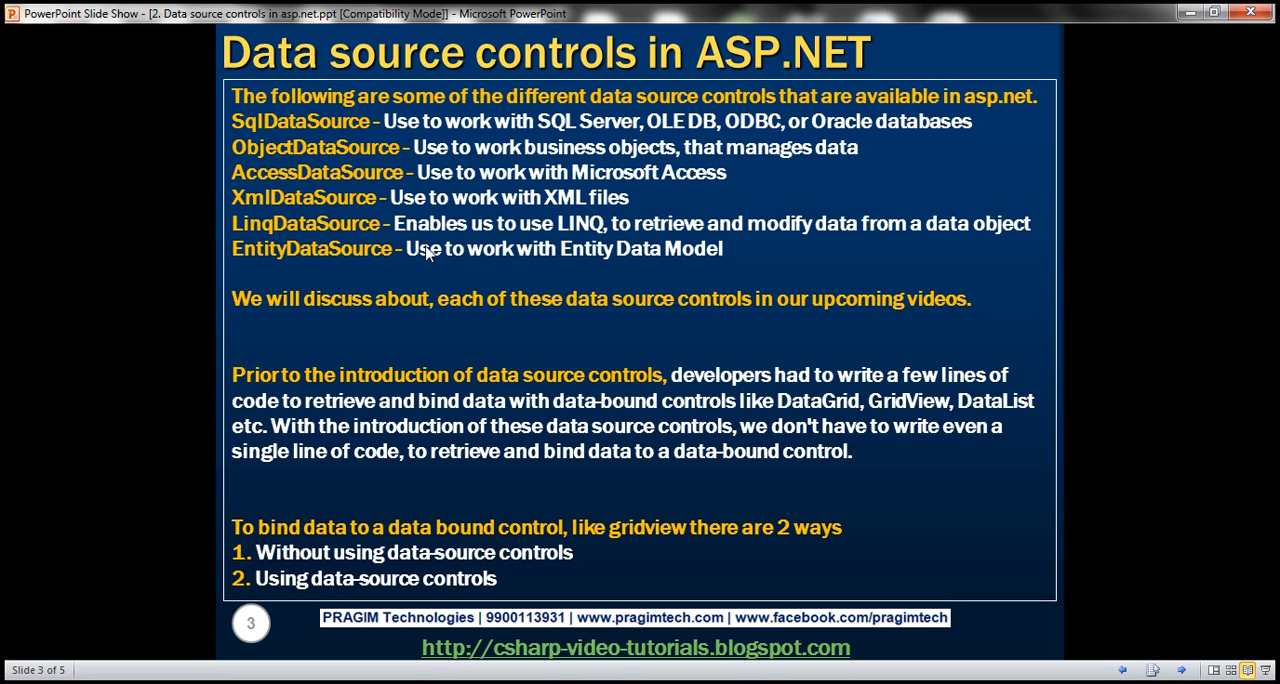 PowerPoint Slide Show - [2. Data source controls in asp.net.ppt [Compatibility Mode]] - Microsoft PowerPoint
Data source controls in ASP.NET
The following are some of the different data source controls that are available in asp.net.
SqlDataSource - Use to work with SQL Server, OLE DB, ODBC, or Oracle databases
ObjectDataSource - Use to work business objects, that manages data
AccessDataSource - Use to work with Microsoft Access
XmlDataSource - Use to work with XML files
LinqDataSource - Enables us to use LINQ, to retrieve and modify data from a data object
EntityDataSource - Use to work with Entity Data Model
We will discuss about, each of these data source controls in our upcoming videos.
Prior to the introduction of data source controls, developers had to write a few lines of
code to retrieve and bind data with data-bound controls like DataGrid, GridView, DataList
etc. With the introduction of these data source controls, we don't have to write even a
single line of code, to retrieve and bind data to a data-bound control.
To bind data to a data bound control, like gridview there are 2 ways
1. Without using data-source controls
2. Using data-source controls
3
PRAGIM Technologies | 9900113931 | www.pragimtech.com | www.facebook.com/pragimtech
http://csharp-video-tutorials.blogspot.com
Slide 3 of 5